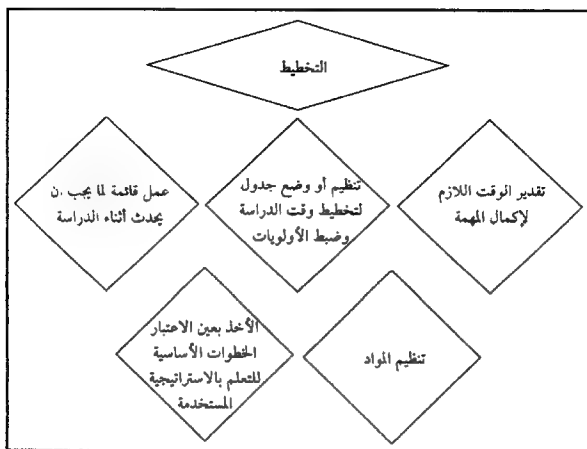 التخطيط
تقدير الوقت اللازم
لإكمال المهمة
تنظيم أو وضع جدول
لتخطيط وقت الدراسة
وضبط الأولويات
عمل قائمة لما يجب .ن
يحدث أثناء الدراسة
تنظيم المواد
الأخذ بعين الاعتبار
الخطوات الأساسية
للتعلم بالاستراتيجية
المستخدمة